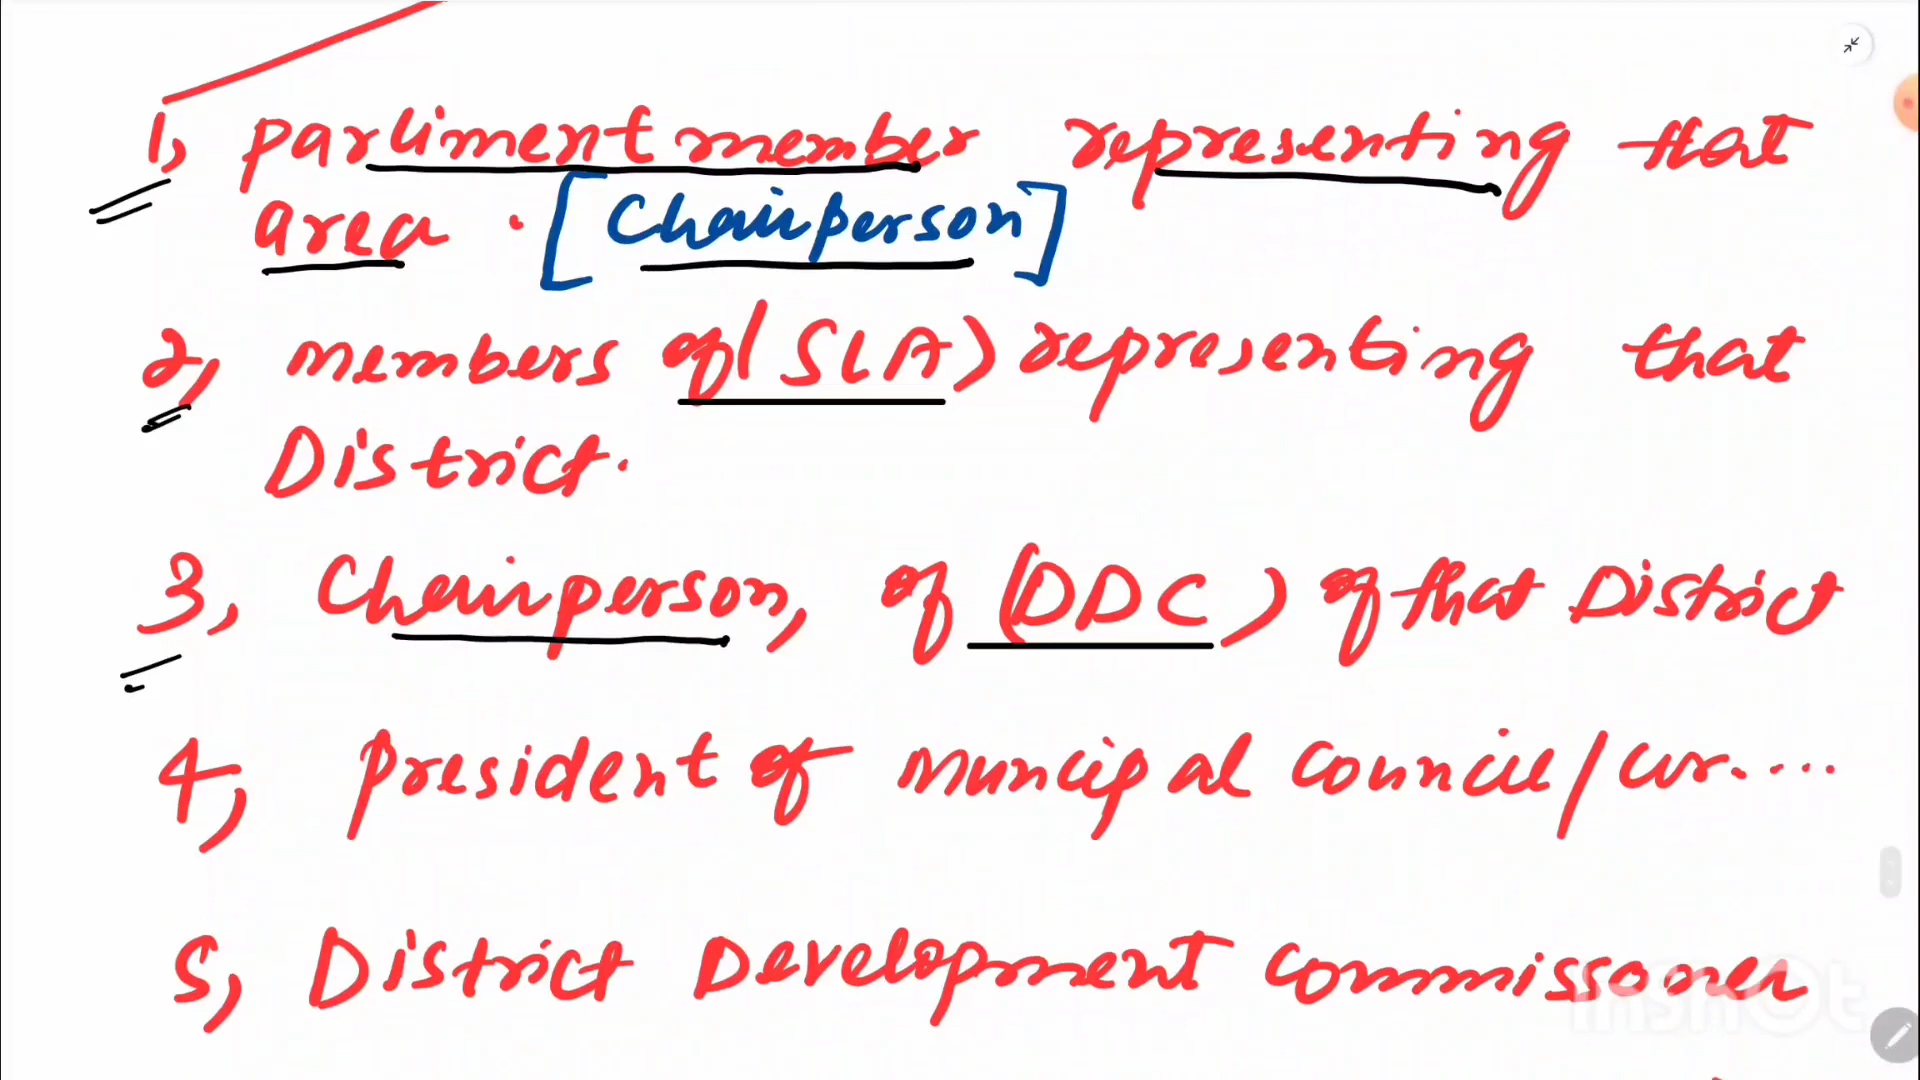 1, parliment member representing that
area . [Chairperson]
2, members of (SLA) representing that
District.
3, Chairperson, of (DDC) of that District
4, president of muncipal council/cor....
5, District Development commissoner
InShOt